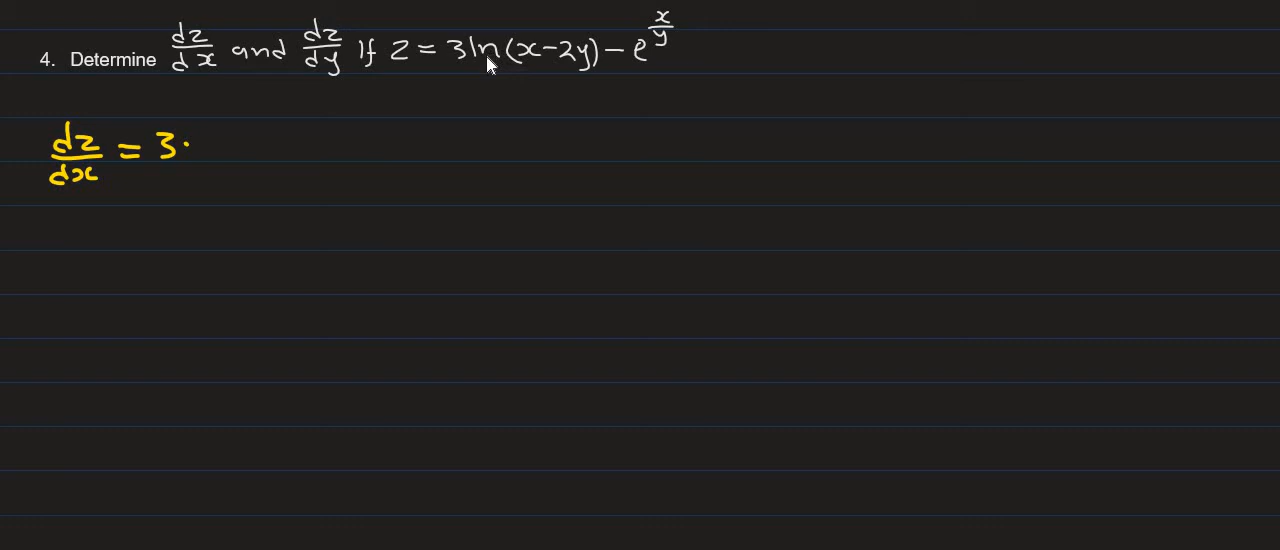 4. Determine dz/dx and dz/dy If z = 3ln(x-2y) - e^(x/y)
dz/dx = 3·